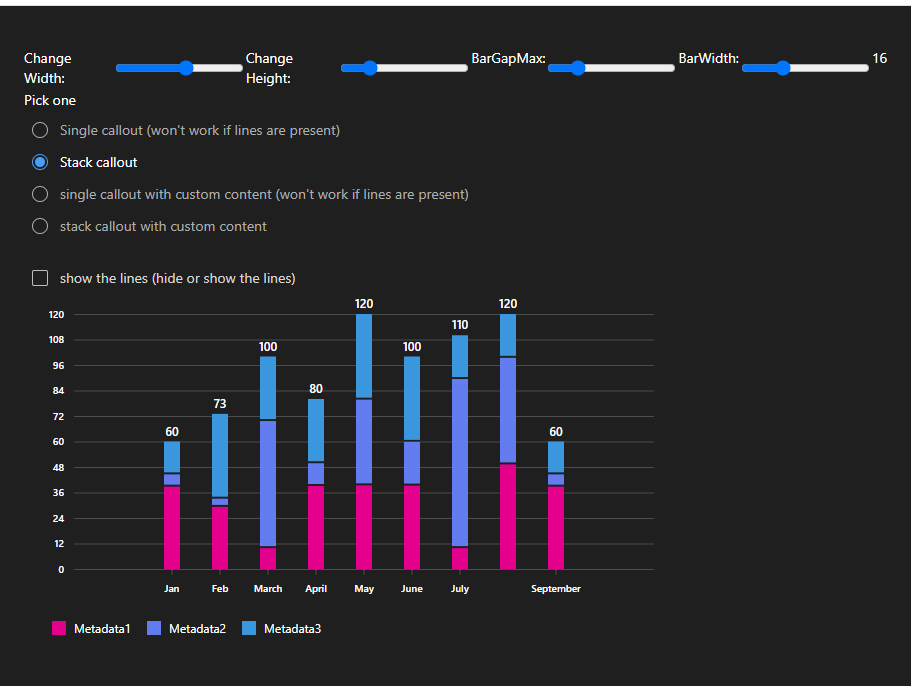 Change Width:
Change Height:
BarGapMax:
BarWidth:
16
Pick one
Single callout (won't work if lines are present)
Stack callout
single callout with custom content (won't work if lines are present)
stack callout with custom content
show the lines (hide or show the lines)
120
108
96
84
72
60
48
36
24
12
0
60
73
100
80
120
100
110
120
60
Jan
Feb
March
April
May
June
July
September
Metadata1
Metadata2
Metadata3